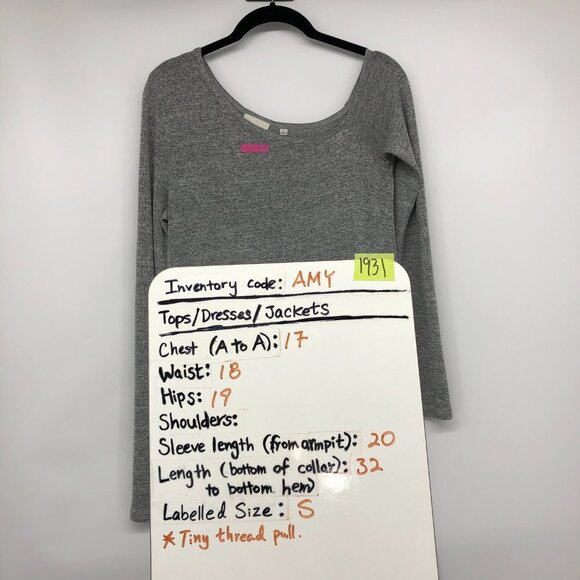 1931
Inventory code: AMY
Tops/Dresses/Jackets
Chest (A to A): 17
Waist: 18
Hips: 19
Shoulders:
Sleeve length (from armpit): 20
Length (bottom of collar): 32
to bottom hem)
Labelled Size: S
* Tiny thread pull.